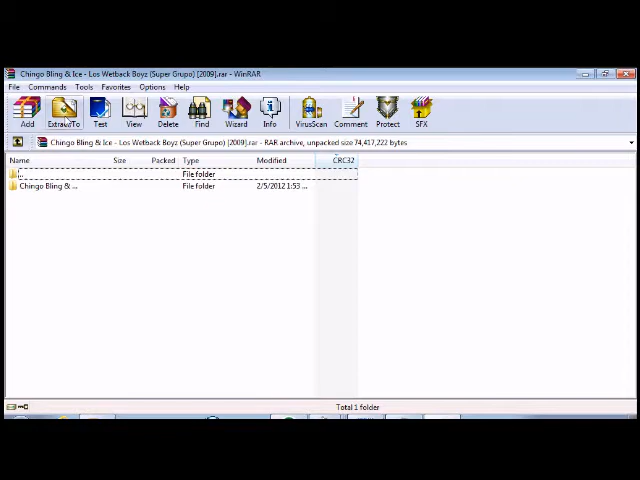 Chingo Bling & Ice - Los Wetback Boyz (Super Grupo) [2009].rar - WinRAR
File Commands Tools Favorites Options Help
Add Extract To Test View Delete Find Wizard Info VirusScan Comment Protect SFX
Chingo Bling & Ice - Los Wetback Boyz (Super Grupo) [2009].rar - RAR archive, unpacked size 74,417,222 bytes
Name Size Packed Type Modified CRC32
.. File folder
Chingo Bling & ... File folder 2/5/2012 1:53 ...
Total 1 folder